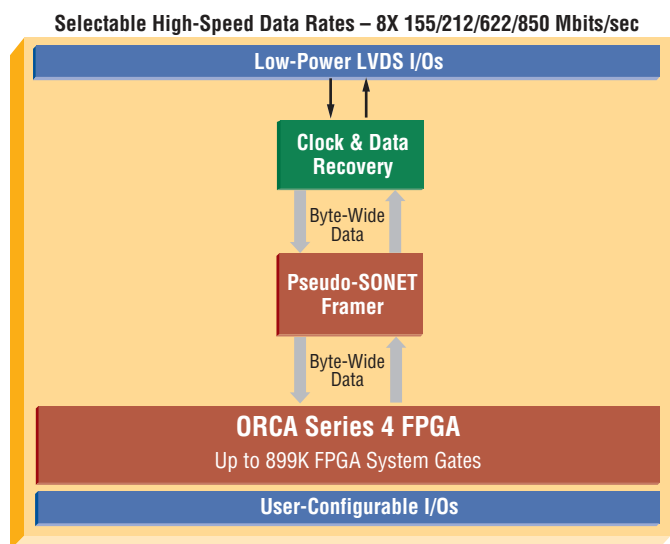 Selectable High-Speed Data Rates – 8X 155/212/622/850 Mbits/sec
Low-Power LVDS I/Os
Clock & Data
Recovery
Byte-Wide
Data
Pseudo-SONET
Framer
Byte-Wide
Data
ORCA Series 4 FPGA
Up to 899K FPGA System Gates
User-Configurable I/Os